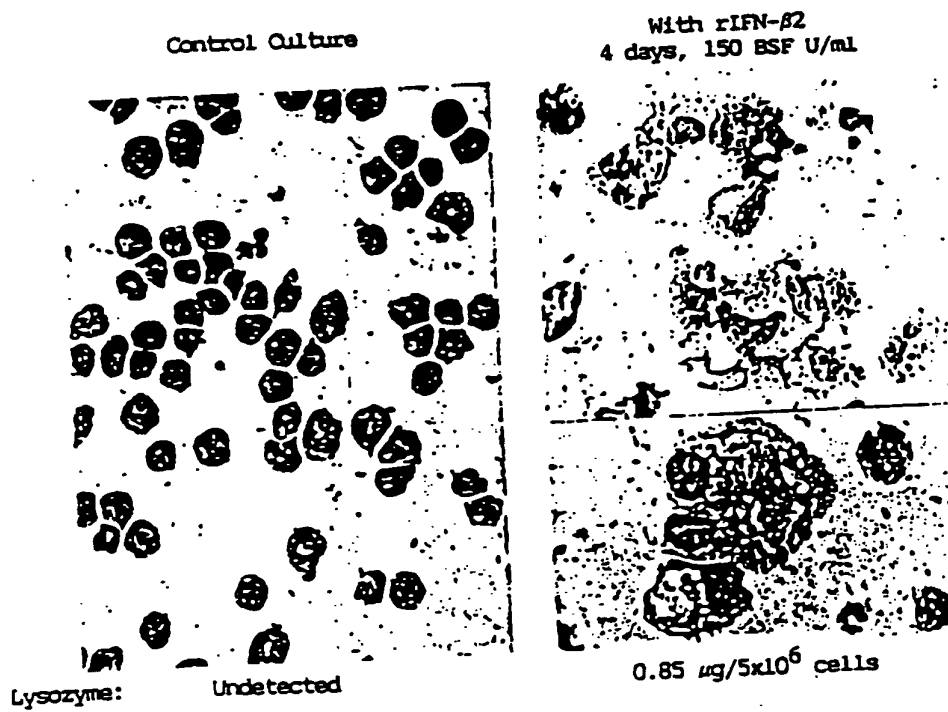 Control Culture
With rIFN-β2
4 days, 150 BSF U/ml
Lysozyme: Undetected
0.85 μg/5x10⁶ cells